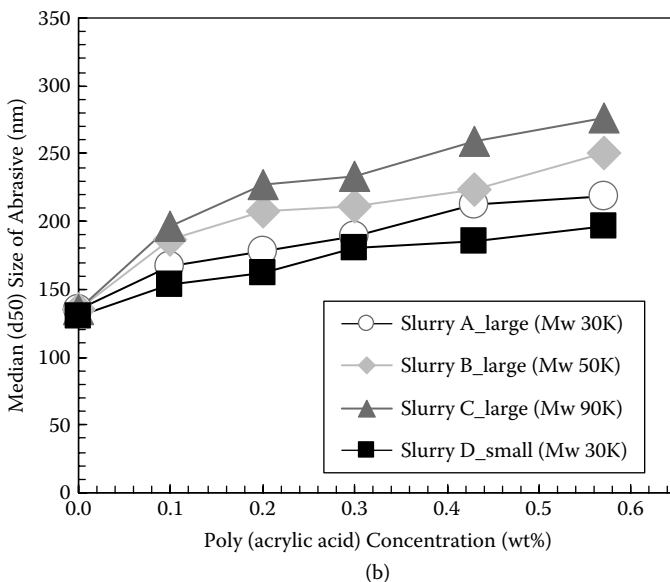 350
300
250
200
150
100
50
0
Median (d50) Size of Abrasive (nm)
Slurry A_large (Mw 30K)
Slurry B_large (Mw 50K)
Slurry C_large (Mw 90K)
Slurry D_small (Mw 30K)
0.0 0.1 0.2 0.3 0.4 0.5 0.6
Poly (acrylic acid) Concentration (wt%)
(b)